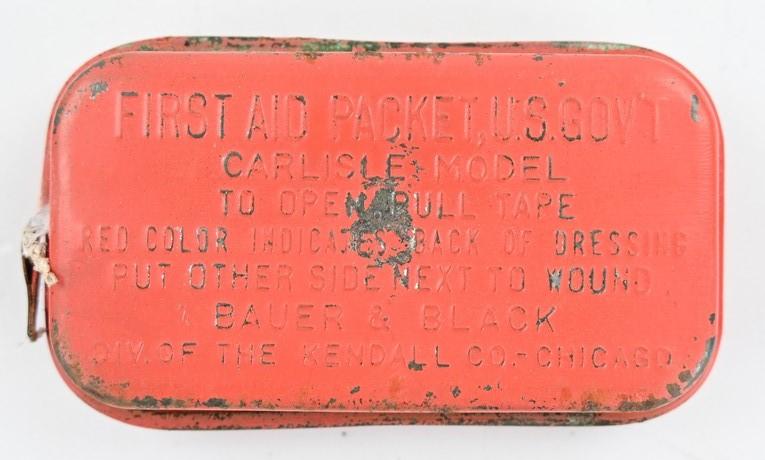 FIRST AID PACKET, U.S. GOV'T
CARLISLE MODEL
TO OPEN PULL TAPE
RED COLOR INDICATES BACK OF DRESSING
PUT OTHER SIDE NEXT TO WOUND
BAUER & BLACK
DIV. OF THE KENDALL CO.-CHICAGO